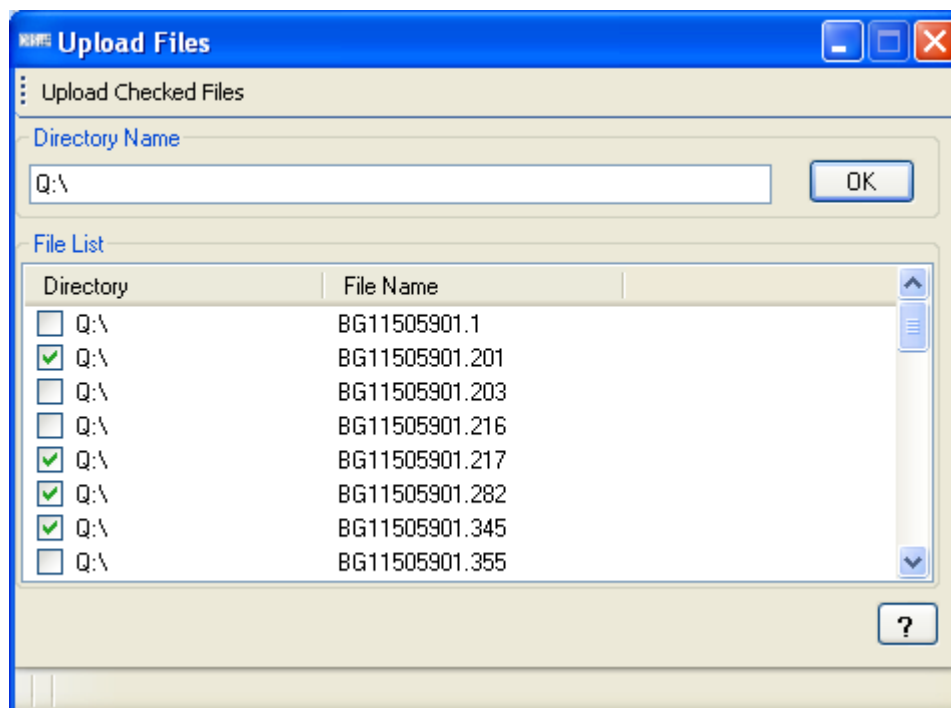 Upload Files
Upload Checked Files
Directory Name
Q:\ OK
File List
Directory File Name
Q:\ BG11505901.1
Q:\ BG11505901.201
Q:\ BG11505901.203
Q:\ BG11505901.216
Q:\ BG11505901.217
Q:\ BG11505901.282
Q:\ BG11505901.345
Q:\ BG11505901.355
?